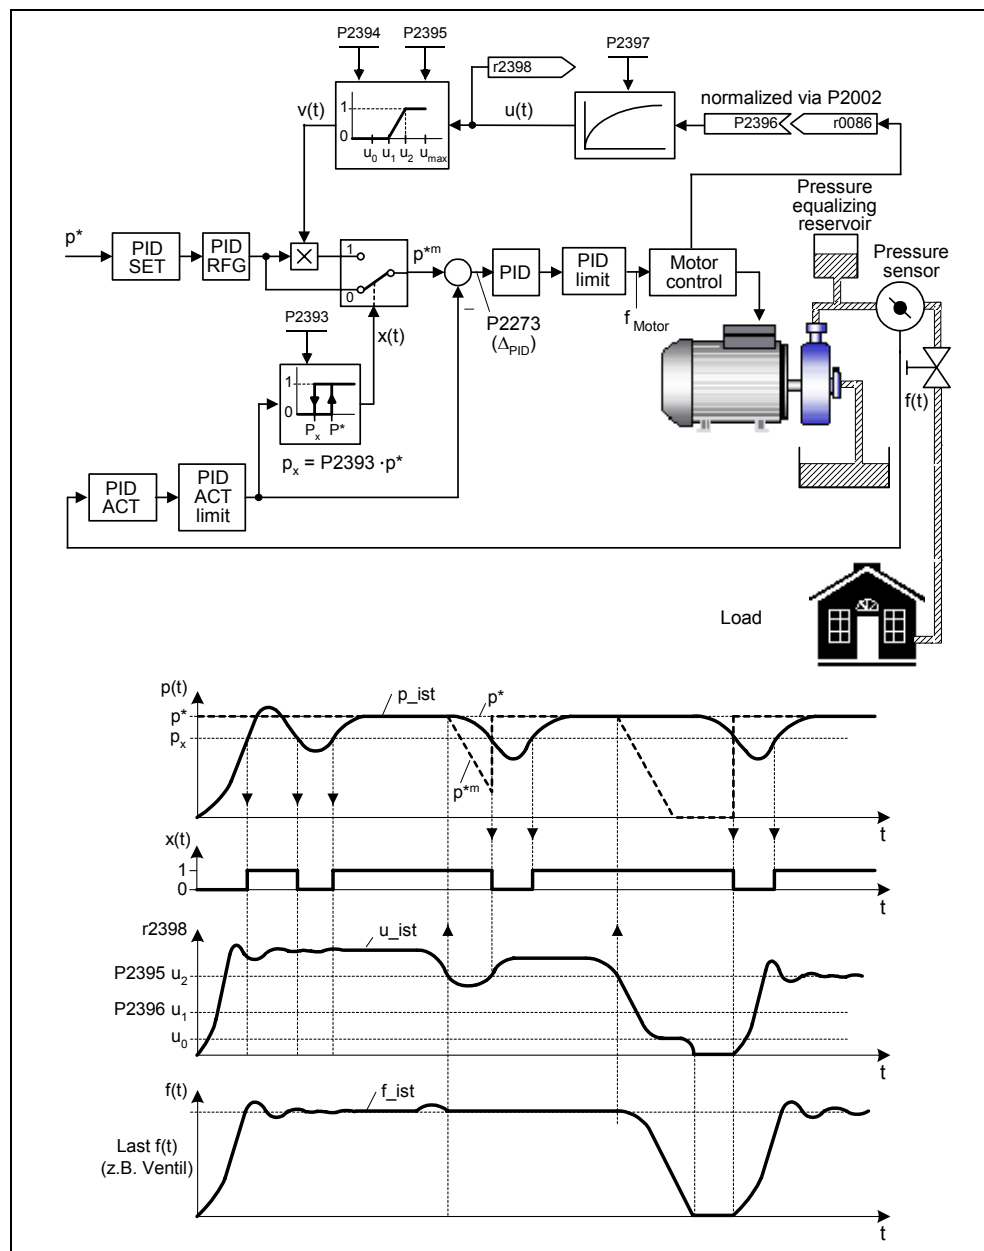 P2394
P2395
r2398
P2397
normalized via P2002
P2396
r0086
v(t)
u(t)
1
0
u0
u1
u2
umax
Pressure
equalizing
reservoir
Pressure
sensor
p*
PID
SET
PID
RFG
×
1
0
p*m
PID
PID
limit
Motor
control
–
P2273
(ΔPID)
f Motor
x(t)
P2393
1
0
Px
P*
px = P2393 · p*
f(t)
PID
ACT
PID
ACT
limit
Load
p(t)
p_ist
p*
p*
px
p*m
t
x(t)
1
0
t
r2398
u_ist
P2395 u2
P2396 u1
u0
t
f(t)
f_ist
Last f(t)
(z.B. Ventil)
t